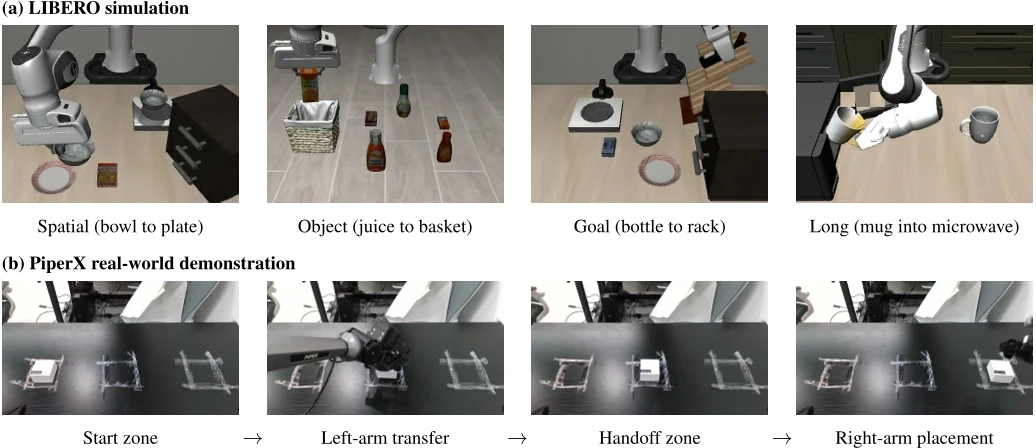 (a) LIBERO simulation
Spatial (bowl to plate)
Object (juice to basket)
Goal (bottle to rack)
Long (mug into microwave)
(b) PiperX real-world demonstration
Start zone → Left-arm transfer → Handoff zone → Right-arm placement